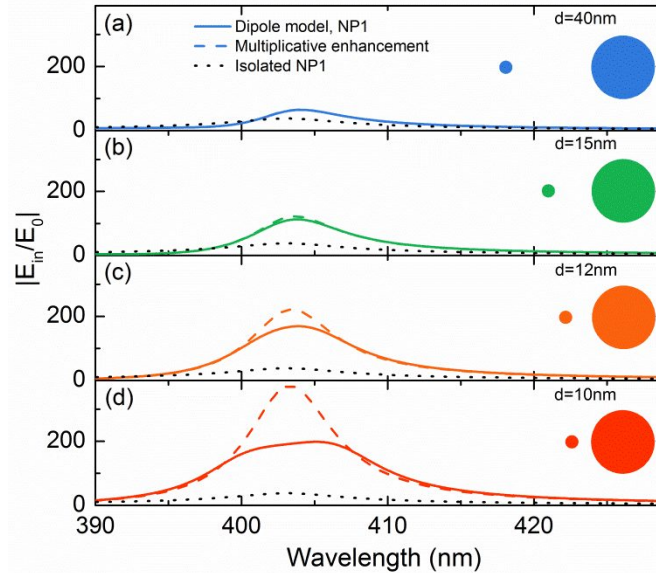 (a)
Dipole model, NP1
Multiplicative enhancement
Isolated NP1
d=40nm
200
0
(b)
d=15nm
200
0
(c)
d=12nm
200
0
(d)
d=10nm
200
0
390 400 410 420
Wavelength (nm)
|E_in/E_0|